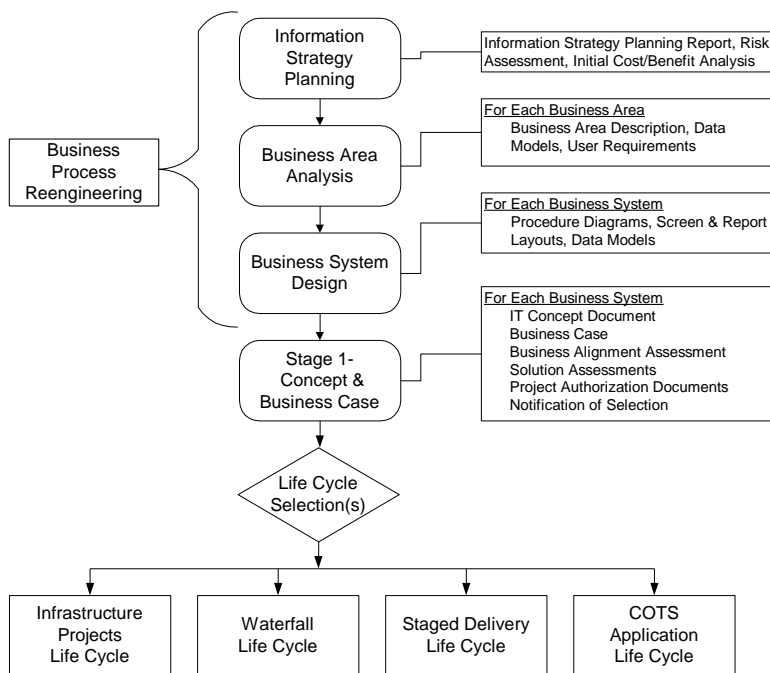 Information
Strategy
Planning
Information Strategy Planning Report, Risk
Assessment, Initial Cost/Benefit Analysis
Business
Process
Reengineering
Business Area
Analysis
For Each Business Area
Business Area Description, Data
Models, User Requirements
Business System
Design
For Each Business System
Procedure Diagrams, Screen & Report
Layouts, Data Models
Stage 1-
Concept &
Business Case
For Each Business System
IT Concept Document
Business Case
Business Alignment Assessment
Solution Assessments
Project Authorization Documents
Notification of Selection
Life Cycle
Selection(s)
Infrastructure
Projects
Life Cycle
Waterfall
Life Cycle
Staged Delivery
Life Cycle
COTS
Application
Life Cycle